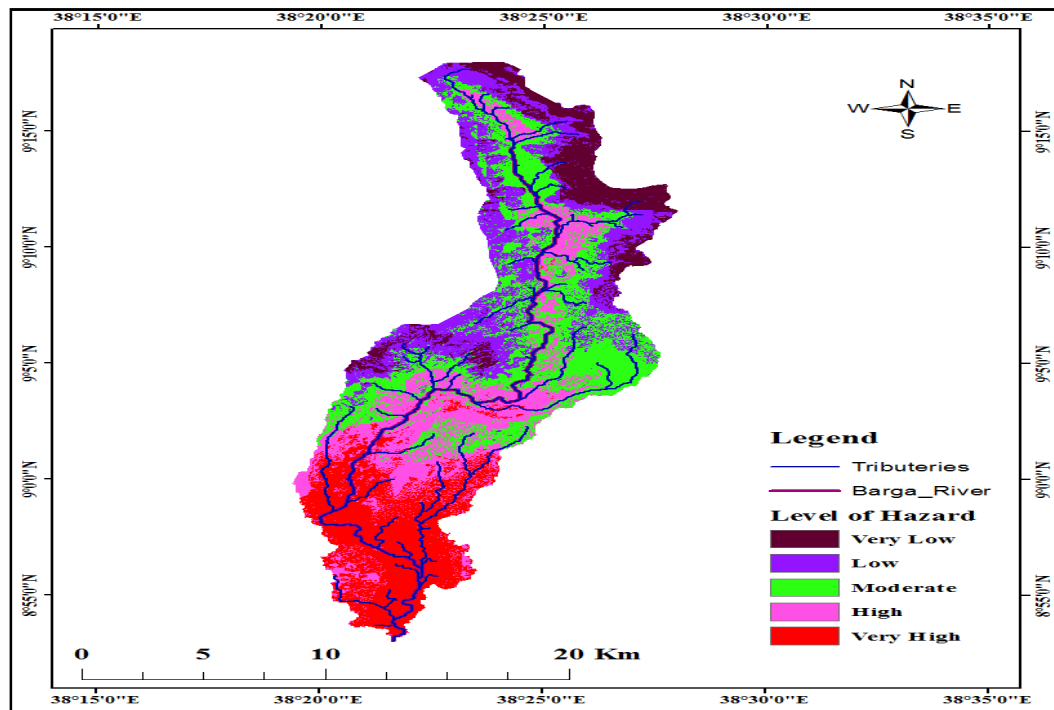 38°15'0"E 38°20'0"E 38°25'0"E 38°30'0"E 38°35'0"E
N
W E
S
9°15'0"N 9°15'0"N
9°10'0"N 9°10'0"N
9°5'0"N 9°5'0"N
Legend
Tributeries
9°0'0"N 9°0'0"N
Barga_River
Level of Hazard
Very Low
Low
Moderate
8°55'0"N 8°55'0"N
High
Very High
0 5 10 20 Km
38°15'0"E 38°20'0"E 38°25'0"E 38°30'0"E 38°35'0"E